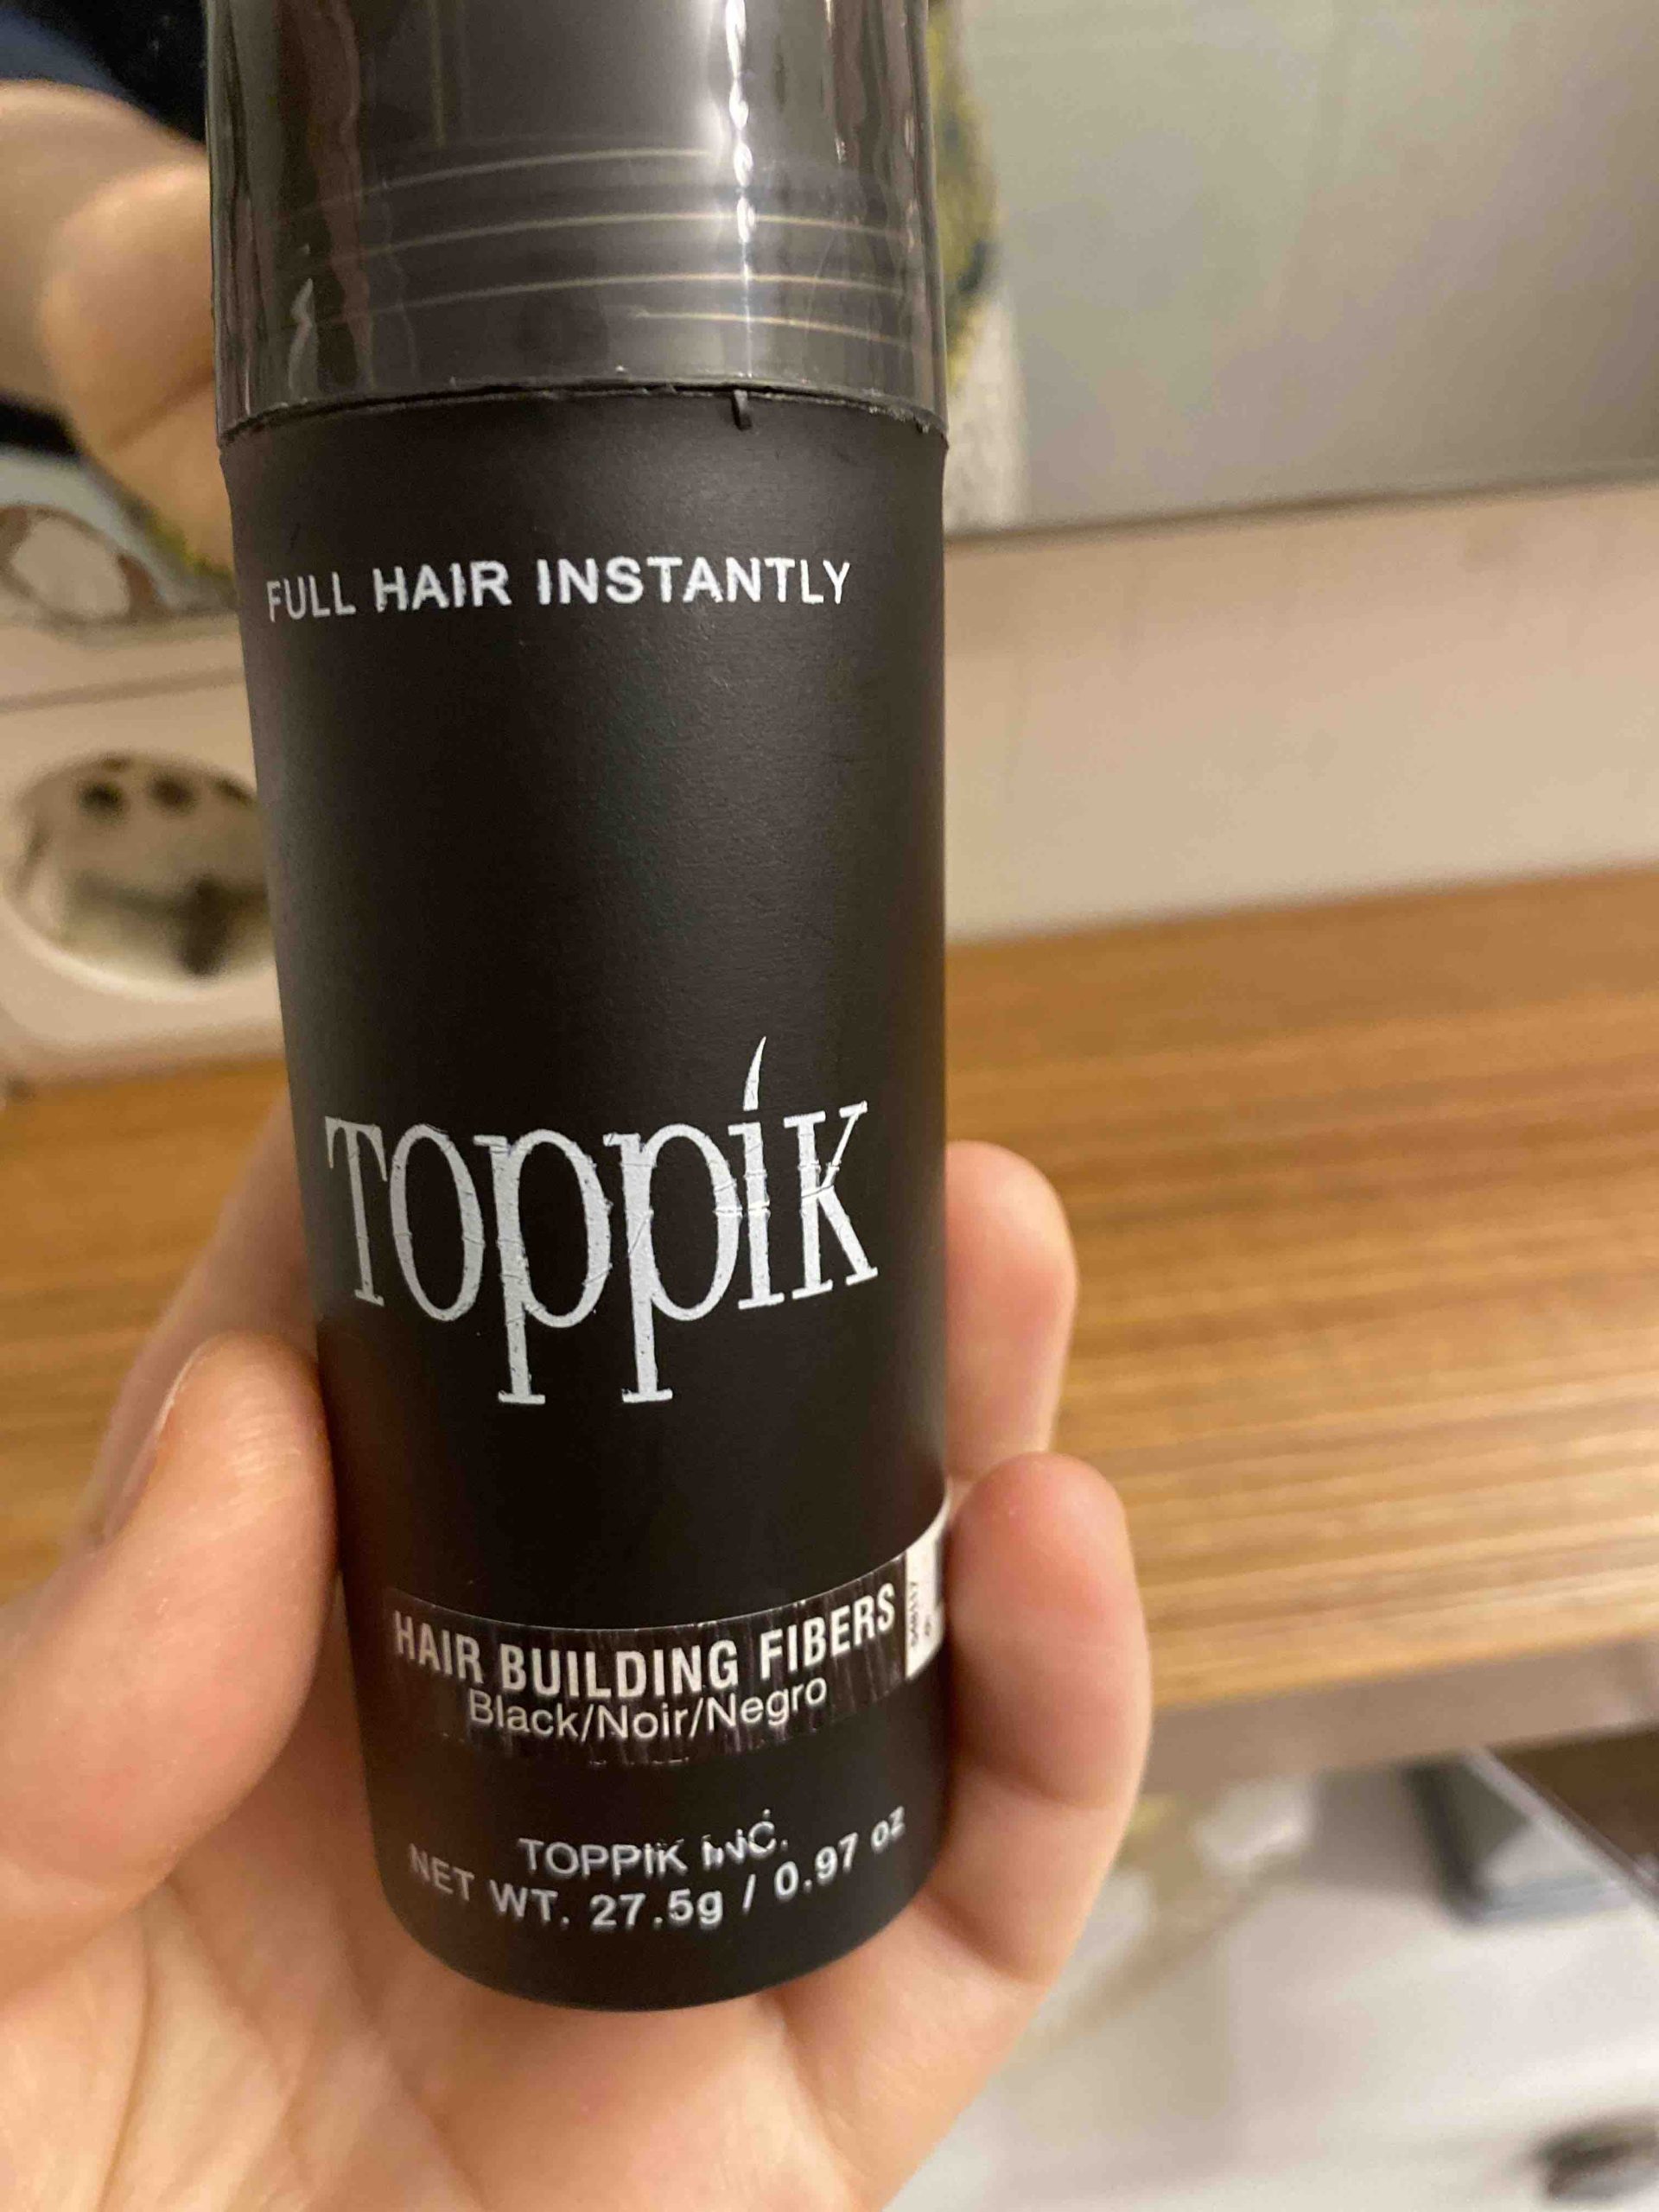 FULL HAIR INSTANTLY
Toppik
HAIR BUILDING FIBERS
Black/Noir/Negro
TOPPIK INC.
NET WT. 27.5g / 0.97 oz